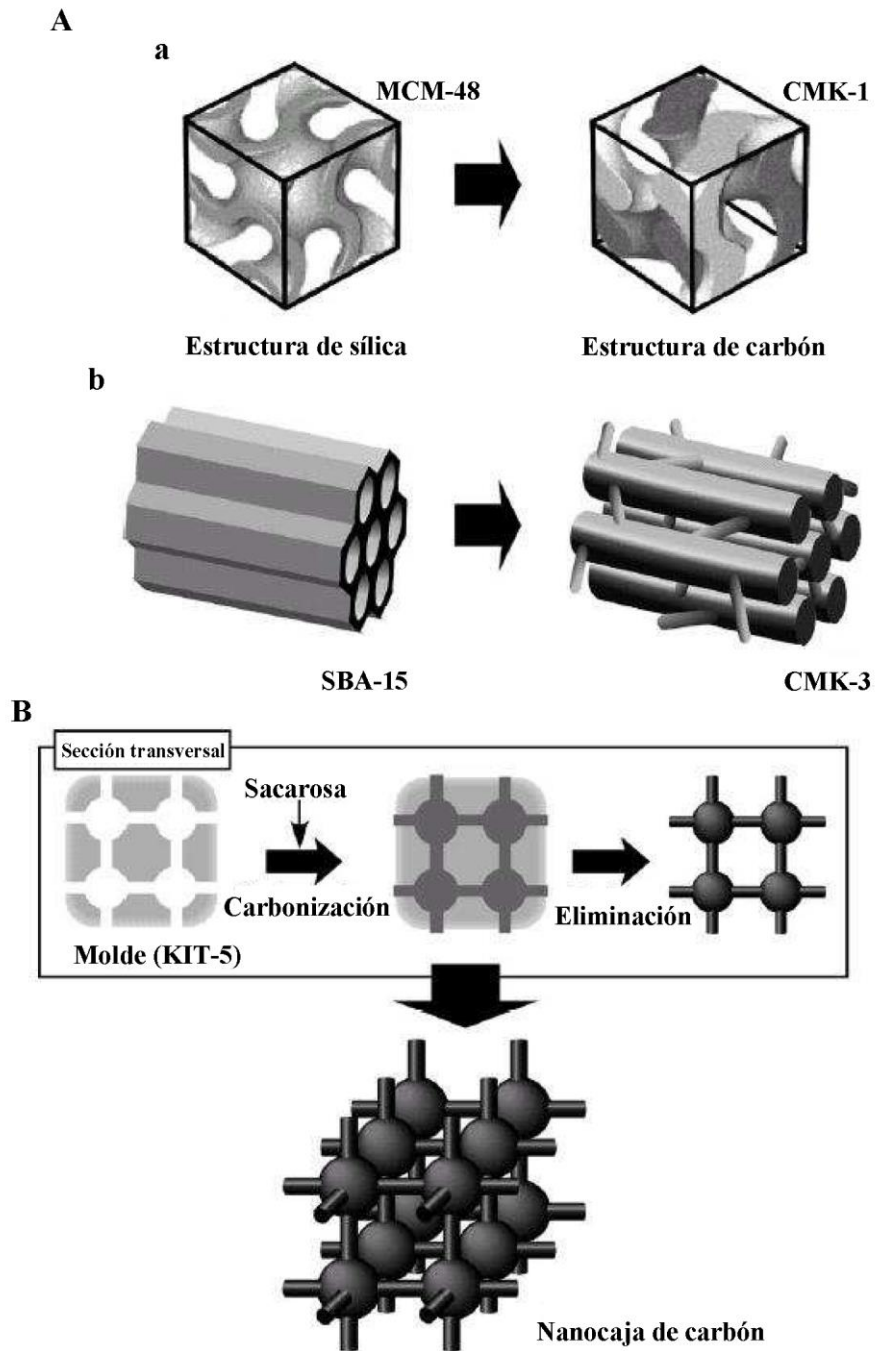 A
a
MCM-48
CMK-1
Estructura de sílica
Estructura de carbón
b
SBA-15
CMK-3
B
Sección transversal
Sacarosa
Carbonización
Eliminación
Molde (KIT-5)
Nanocaja de carbón